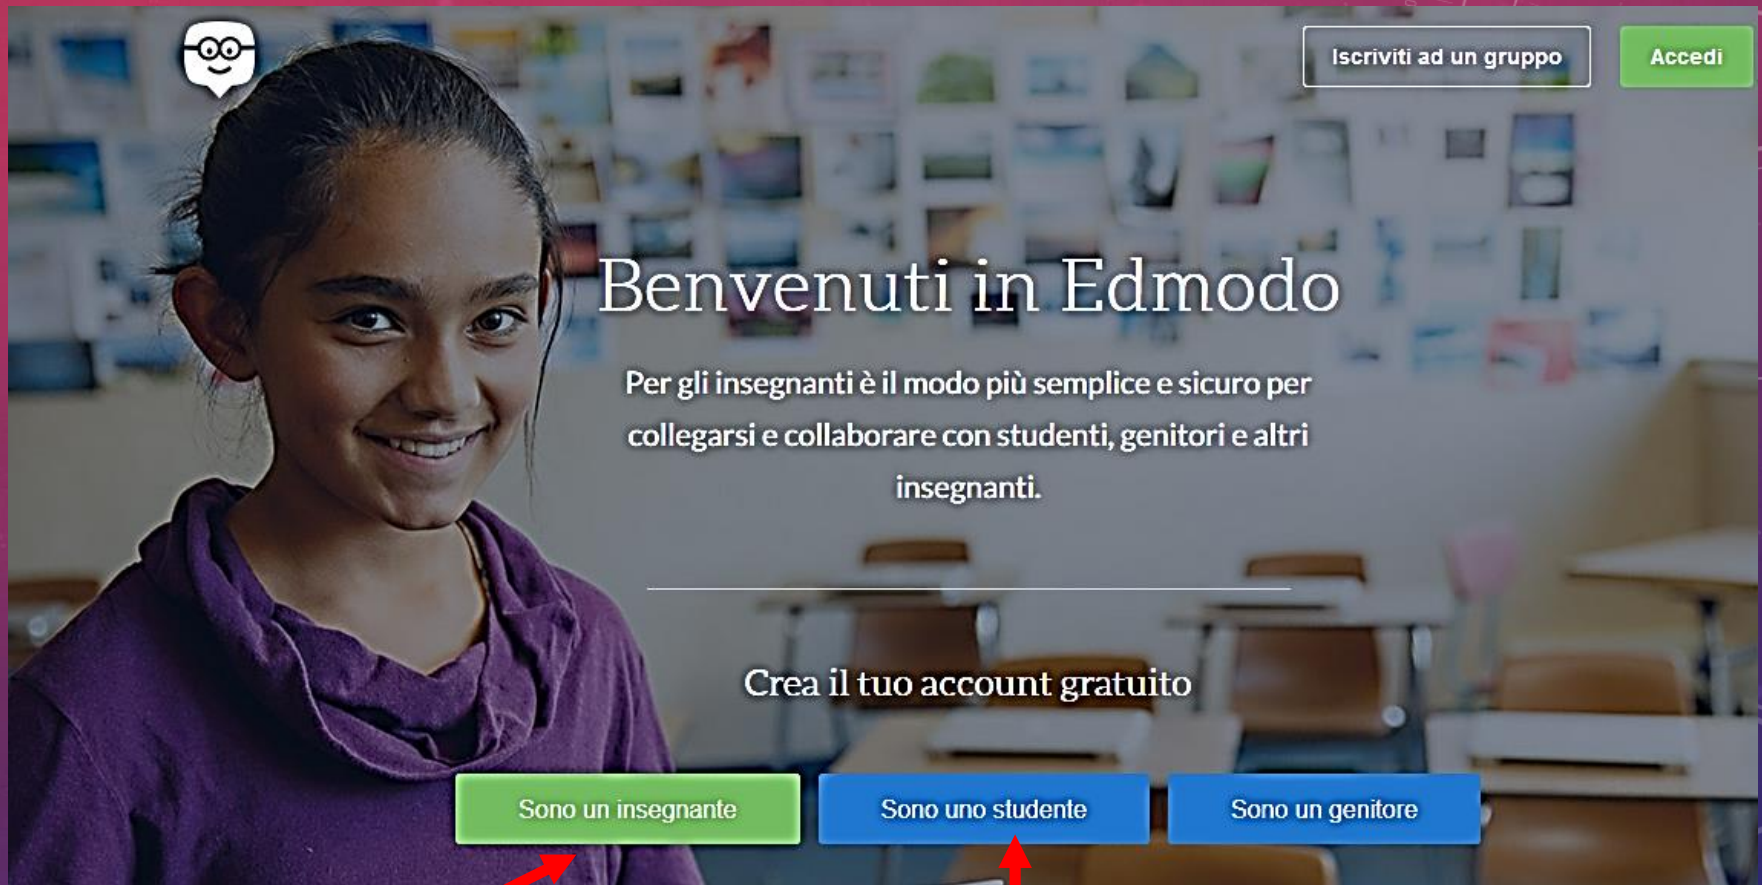 Iscriviti ad un gruppo
Accedi
Benvenuti in Edmodo
Per gli insegnanti è il modo più semplice e sicuro per
collegarsi e collaborare con studenti, genitori e altri
insegnanti.
Crea il tuo account gratuito
Sono un insegnante
Sono uno studente
Sono un genitore